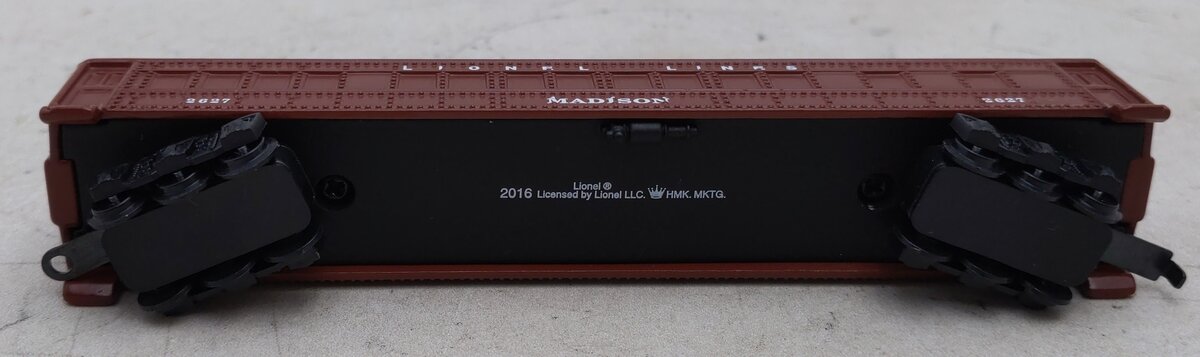 LIONEL LINES
2627 MADISON 2627
Lionel ®
2016 Licensed by Lionel LLC. HMK. MKTG.